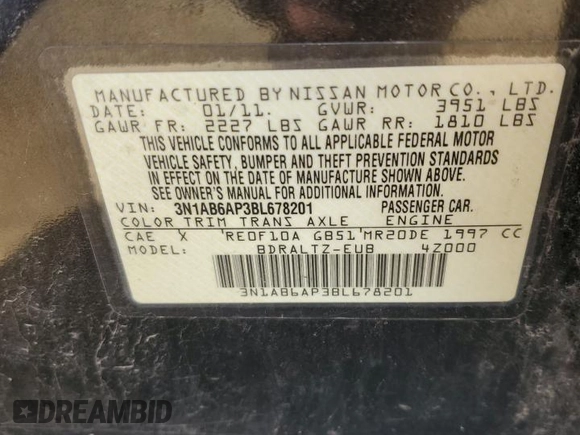 MANUFACTURED BY NISSAN MOTOR CO., LTD.
DATE: 01/11. GVWR: 3951 LBS
GAWR FR: 2227 LBS GAWR RR: 1810 LBS
THIS VEHICLE CONFORMS TO ALL APPLICABLE FEDERAL MOTOR
VEHICLE SAFETY, BUMPER AND THEFT PREVENTION STANDARDS
IN EFFECT ON THE DATE OF MANUFACTURE SHOWN ABOVE.
SEE OWNER'S MANUAL FOR ADDITIONAL INFORMATION.
VIN: 3N1AB6AP3BL678201 PASSENGER CAR.
COLOR TRIM TRANS AXLE ENGINE
CAE X RE0F10A GB51 MR20DE 1997 CC
MODEL: BDRALTZ-EUB 4Z000
3N1AB6AP3BL678201
DREAMBID